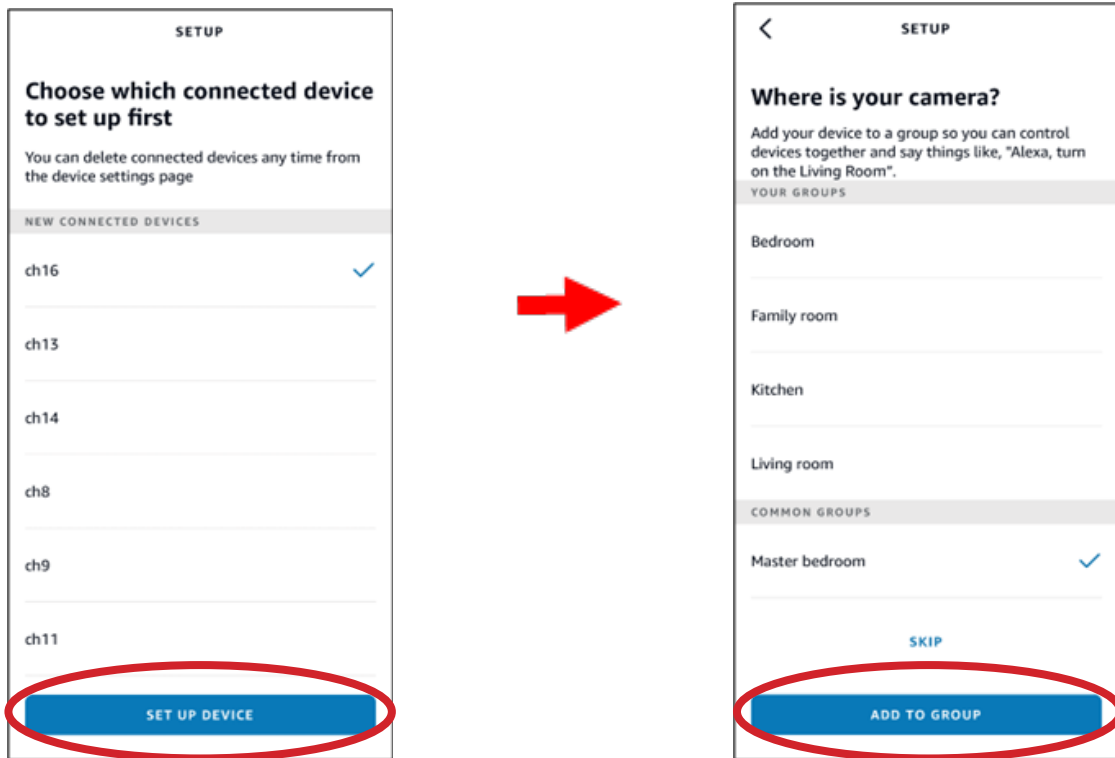 SETUP
Choose which connected device
to set up first
You can delete connected devices any time from
the device settings page
NEW CONNECTED DEVICES
ch16
ch13
ch14
ch8
ch9
ch11
SET UP DEVICE
SETUP
Where is your camera?
Add your device to a group so you can control
devices together and say things like, "Alexa, turn
on the Living Room".
YOUR GROUPS
Bedroom
Family room
Kitchen
Living room
COMMON GROUPS
Master bedroom
SKIP
ADD TO GROUP